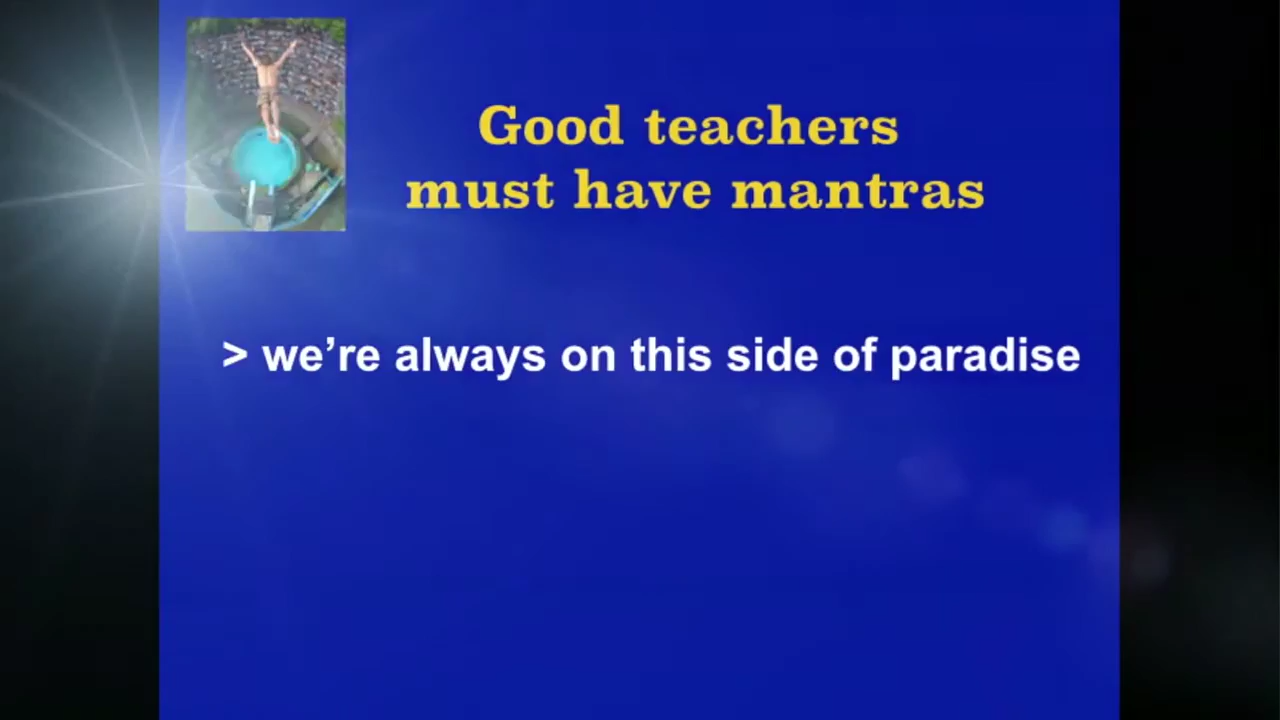 Good teachers
must have mantras
> we’re always on this side of paradise